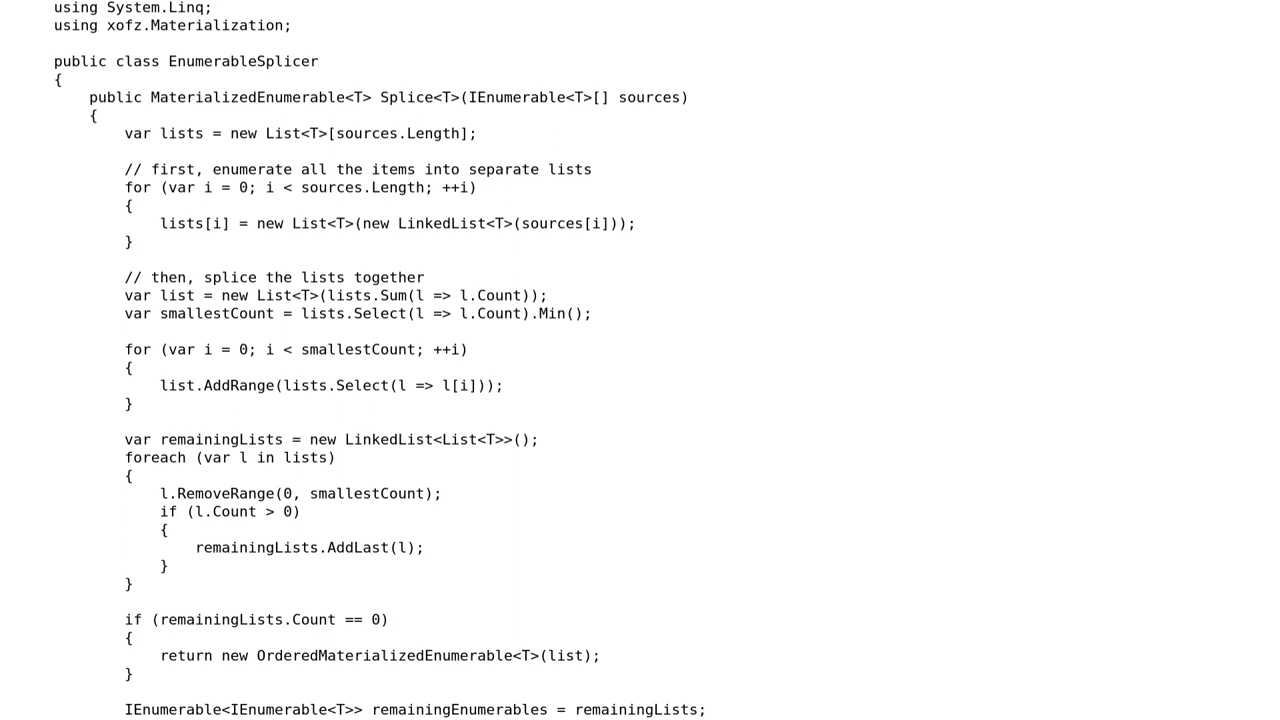 using System.Linq;
using xofz.Materialization;
public class EnumerableSplicer
{
public MaterializedEnumerable<T> Splice<T>(IEnumerable<T>[] sources)
{
var lists = new List<T>[sources.Length];
// first, enumerate all the items into separate lists
for (var i = 0; i < sources.Length; ++i)
{
lists[i] = new List<T>(new LinkedList<T>(sources[i]));
}
// then, splice the lists together
var list = new List<T>(lists.Sum(l => l.Count));
var smallestCount = lists.Select(l => l.Count).Min();
for (var i = 0; i < smallestCount; ++i)
{
list.AddRange(lists.Select(l => l[i]));
}
var remainingLists = new LinkedList<List<T>>();
foreach (var l in lists)
{
l.RemoveRange(0, smallestCount);
if (l.Count > 0)
{
remainingLists.AddLast(l);
}
}
if (remainingLists.Count == 0)
{
return new OrderedMaterializedEnumerable<T>(list);
}
IEnumerable<IEnumerable<T>> remainingEnumerables = remainingLists;